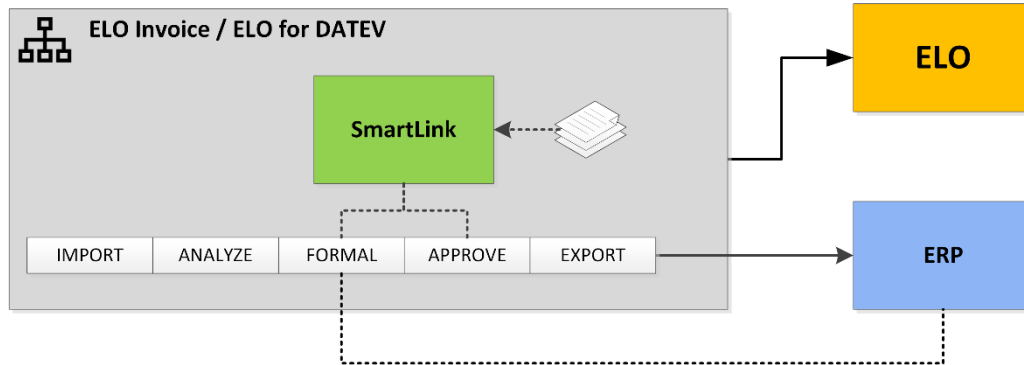 ELO Invoice / ELO for DATEV
ELO
SmartLink
IMPORT ANALYZE FORMAL APPROVE EXPORT
ERP